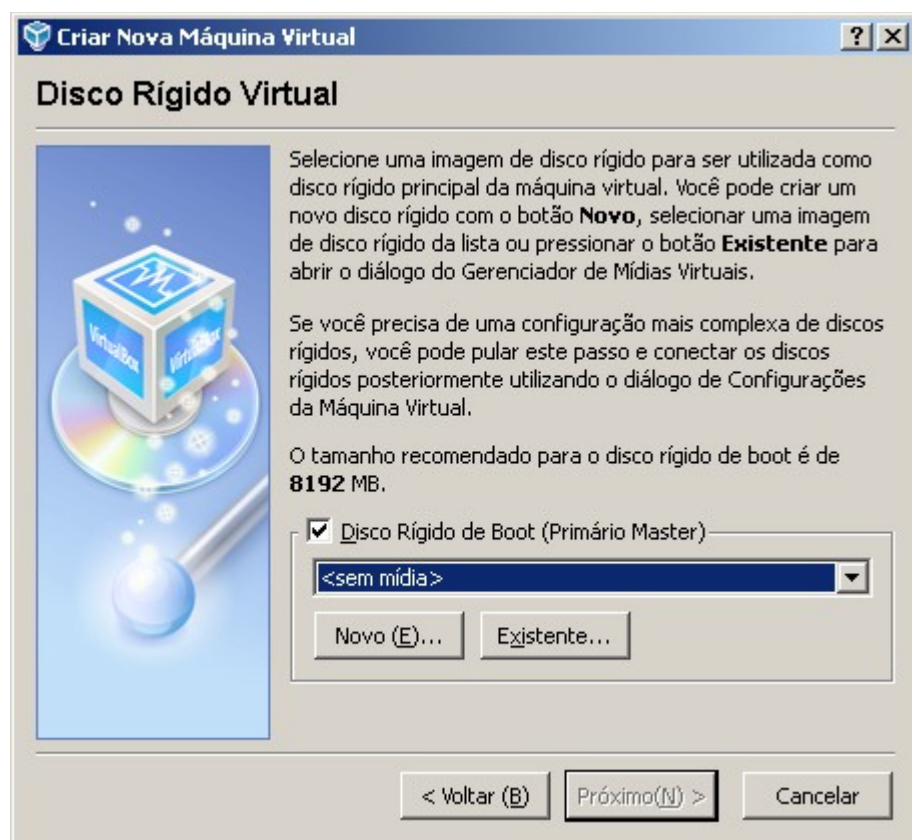 Criar Nova Máquina Virtual
Disco Rígido Virtual
Selecione uma imagem de disco rígido para ser utilizada como
disco rígido principal da máquina virtual. Você pode criar um
novo disco rígido com o botão Novo, selecionar uma imagem
de disco rígido da lista ou pressionar o botão Existente para
abrir o diálogo do Gerenciador de Mídias Virtuais.
Se você precisa de uma configuração mais complexa de discos
rígidos, você pode pular este passo e conectar os discos
rígidos posteriormente utilizando o diálogo de Configurações
da Máquina Virtual.
O tamanho recomendado para o disco rígido de boot é de
8192 MB.
Disco Rígido de Boot (Primário Master)
<sem mídia>
Novo (E)... Existente...
VirtualBox VirtualBox
< Voltar (B) Próximo(N) > Cancelar